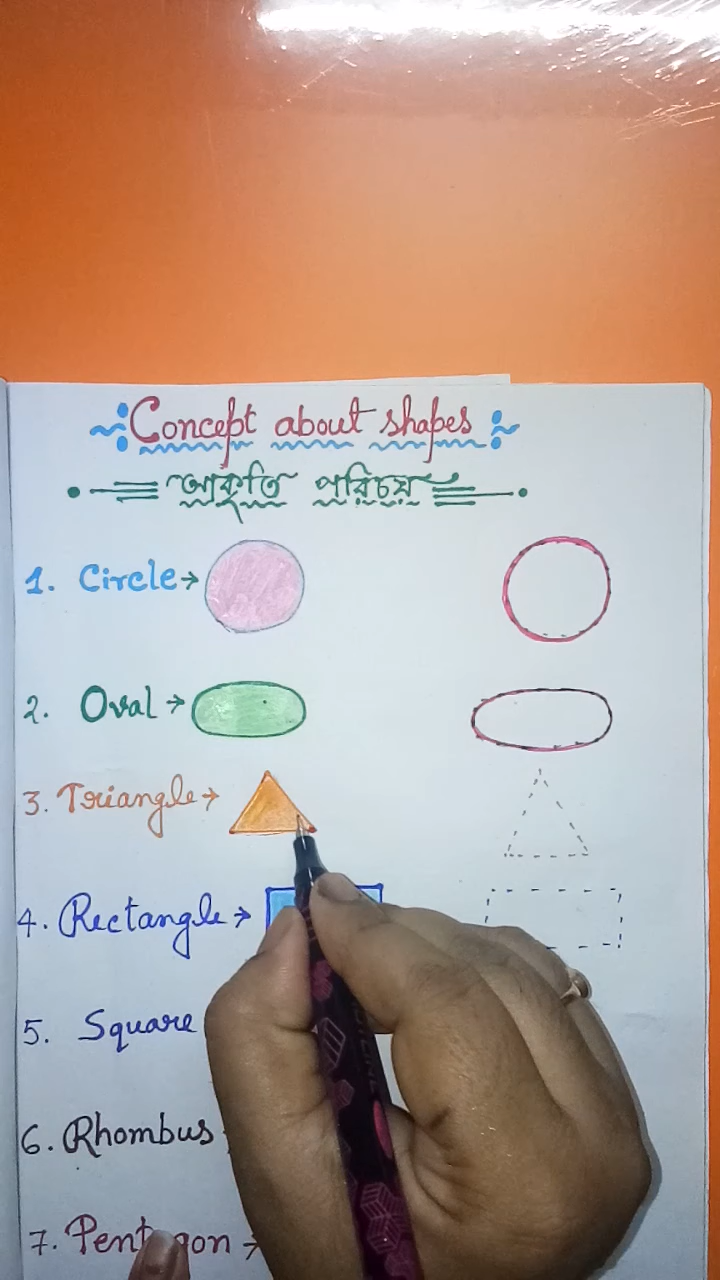 Concept about shapes
আকৃতি পরিচয়
1. Circle →
2. Oval →
3. Triangle →
4. Rectangle →
5. Square
6. Rhombus
7. Pentagon →